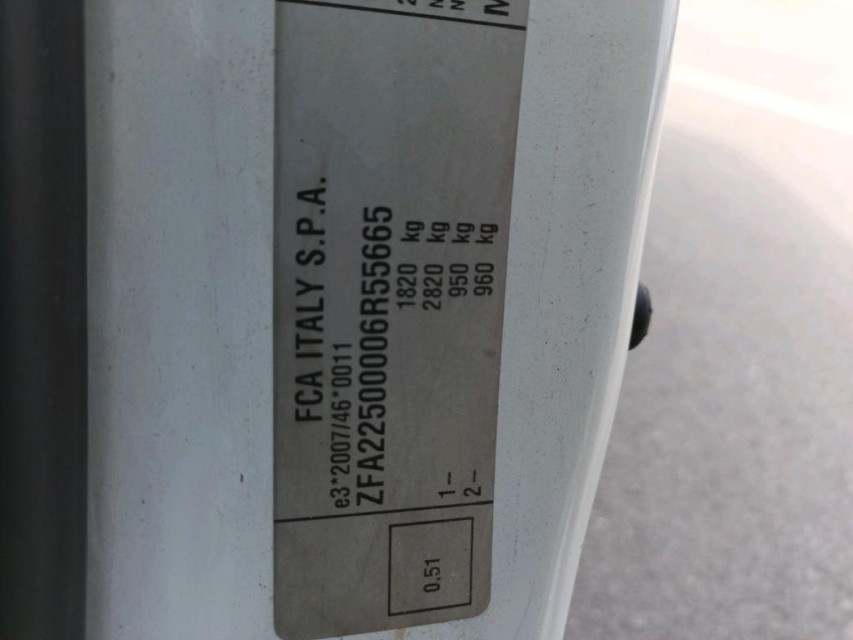 FCA ITALY S.P.A.
e3*2007/46*0011
ZFA22500006R55665
1820 kg
2820 kg
1– 950 kg
2– 960 kg
0.51